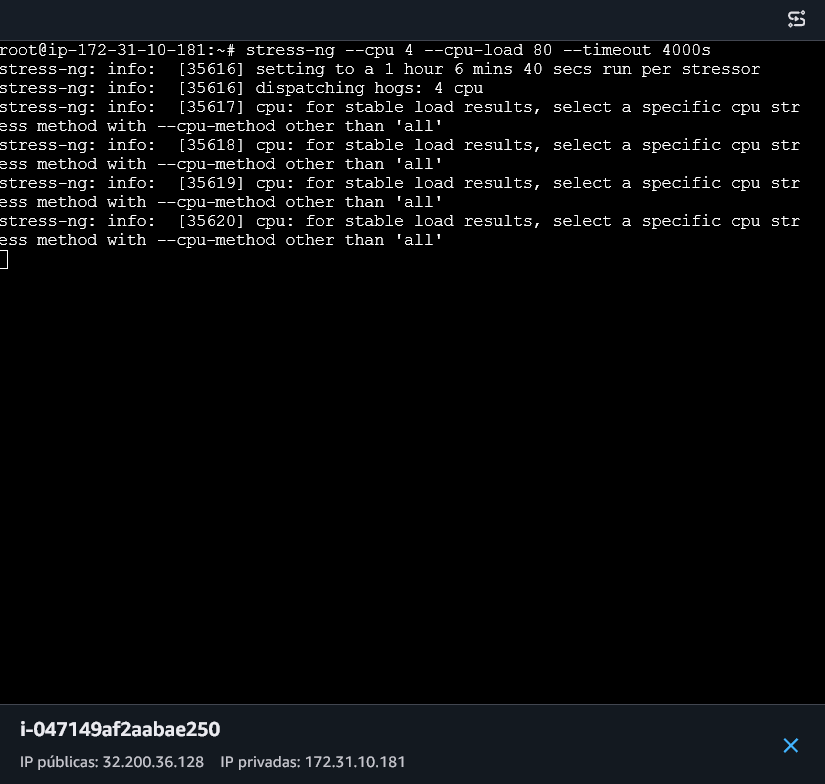 root@ip-172-31-10-181:~# stress-ng --cpu 4 --cpu-load 80 --timeout 4000s
stress-ng: info:  [35616] setting to a 1 hour 6 mins 40 secs run per stressor
stress-ng: info:  [35616] dispatching hogs: 4 cpu
stress-ng: info:  [35617] cpu: for stable load results, select a specific cpu str
ess method with --cpu-method other than 'all'
stress-ng: info:  [35618] cpu: for stable load results, select a specific cpu str
ess method with --cpu-method other than 'all'
stress-ng: info:  [35619] cpu: for stable load results, select a specific cpu str
ess method with --cpu-method other than 'all'
stress-ng: info:  [35620] cpu: for stable load results, select a specific cpu str
ess method with --cpu-method other than 'all'
i-047149af2aabae250
IP públicas: 32.200.36.128 IP privadas: 172.31.10.181